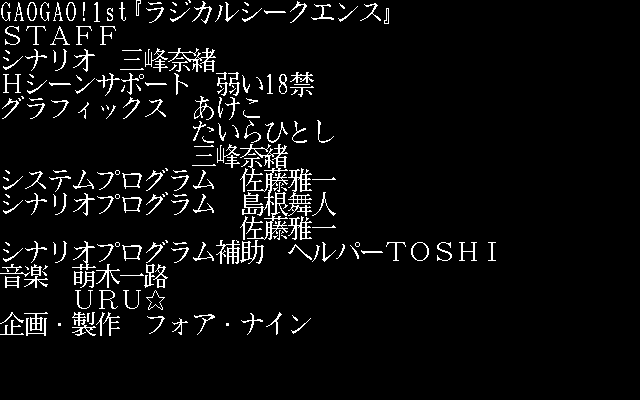 GAOGAO!1st『ラジカルシークエンス』
ＳＴＡＦＦ
シナリオ　三峰奈緒
Ｈシーンサポート　弱い18禁
グラフィックス　あけこ
たいらひとし
三峰奈緒
システムプログラム　佐藤雅一
シナリオプログラム　島根舞人
佐藤雅一
シナリオプログラム補助　ヘルパーＴＯＳＨＩ
音楽　萌木一路
ＵＲＵ☆
企画・製作　フォア・ナイン